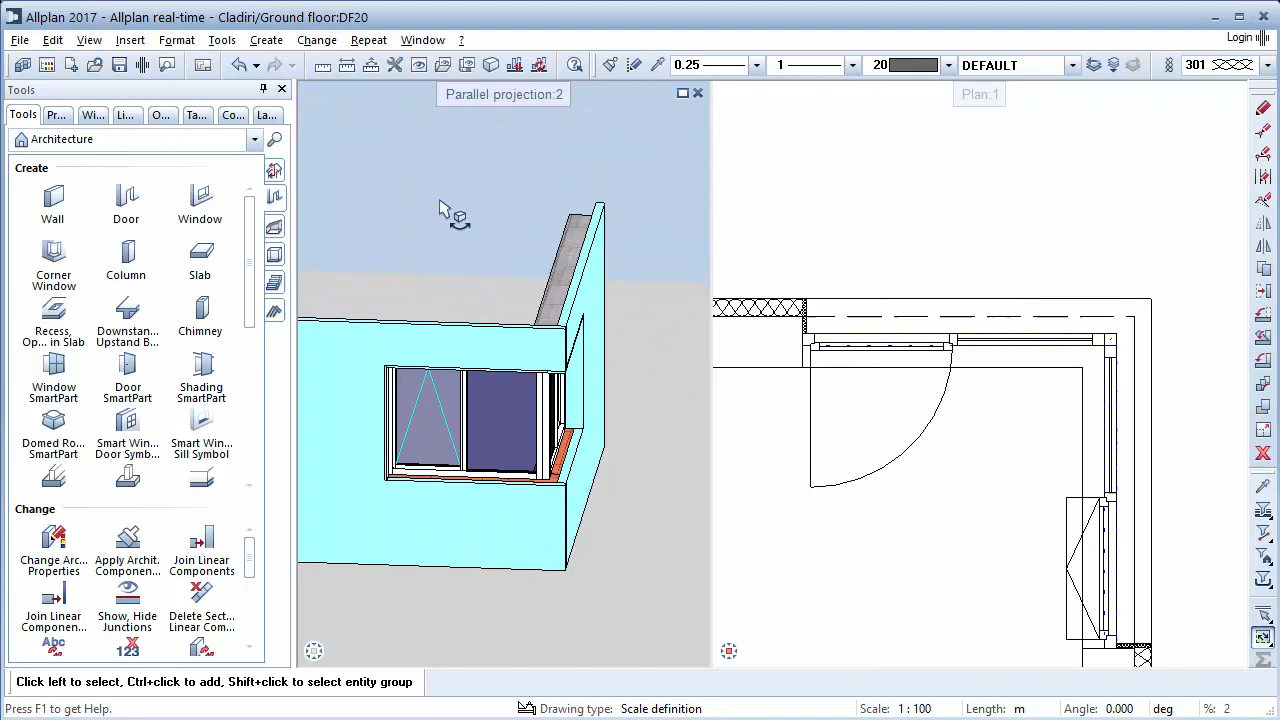 Allplan 2017 - Allplan real-time - Cladiri/Ground floor:DF20
File Edit View Insert Format Tools Create Change Repeat Window ?
Login
0.25 1 20 DEFAULT 301
Tools
Tools Pr... Wi... Li... O... Ta... Co... La...
Architecture
Create
Wall Door Window
Corner Window Column Slab
Recess, Op... in Slab Downstan... Upstand B... Chimney
Window SmartPart Door SmartPart Shading SmartPart
Domed Ro... SmartPart Smart Win... Door Symb... Smart Win... Sill Symbol
Change
Change Arc... Properties Apply Archit... Componen... Join Linear Components
Join Linear Componen... Show, Hide Junctions Delete Sect... Linear Com...
Abc 123
Parallel projection:2
Plan:1
Click left to select, Ctrl+click to add, Shift+click to select entity group
Press F1 to get Help. Drawing type: Scale definition Scale: 1 : 100 Length: m Angle: 0.000 deg %: 2